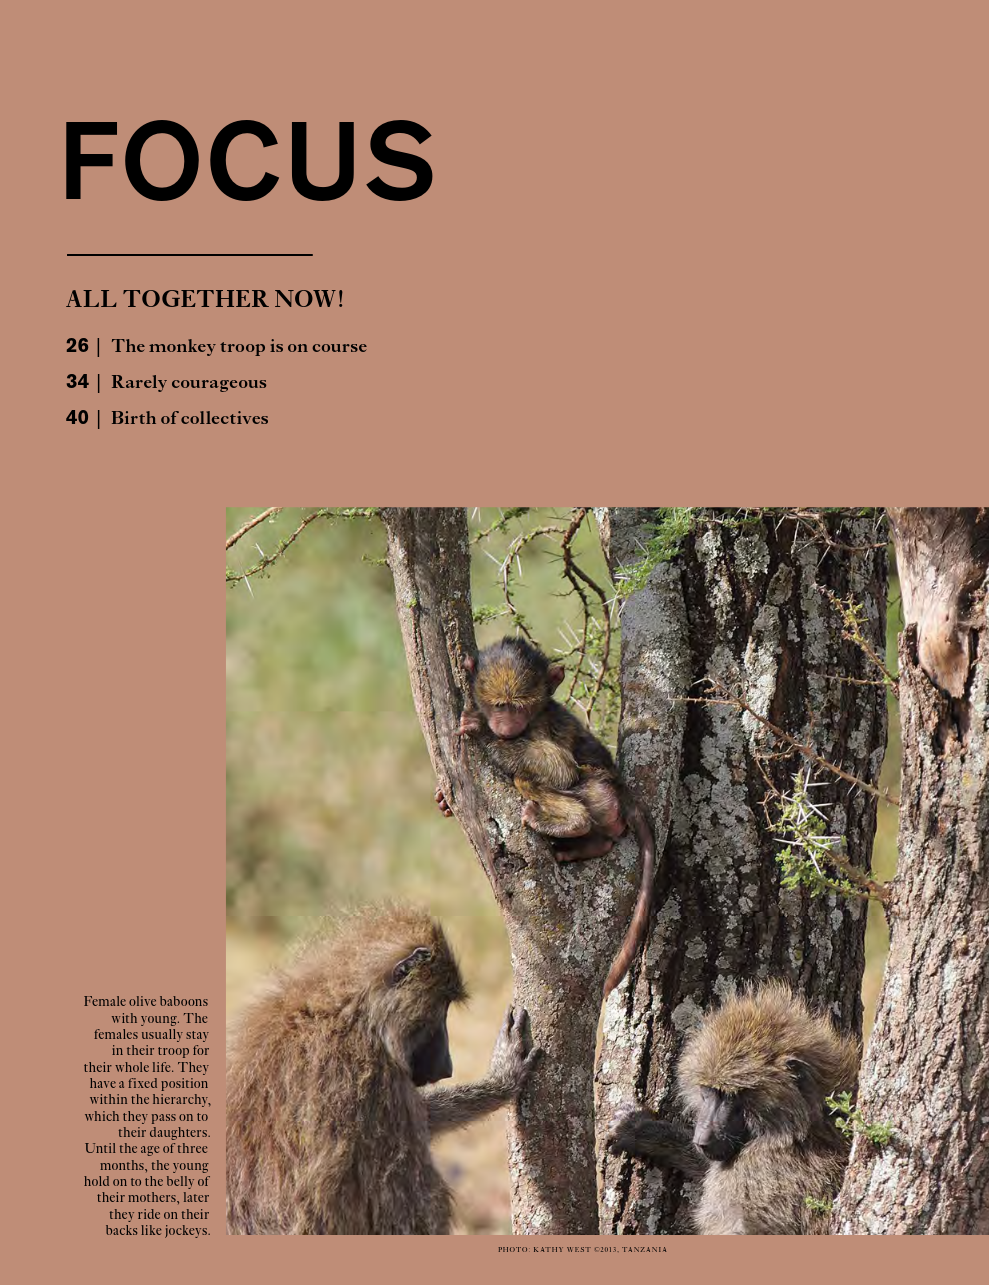 FOCUS
ALL TOGETHER NOW!
26 | The monkey troop is on course
34 | Rarely courageous
40 | Birth of collectives
Female olive baboons
with young. The
females usually stay
in their troop for
their whole life. They
have a fixed position
within the hierarchy,
which they pass on to
their daughters.
Until the age of three
months, the young
hold on to the belly of
their mothers, later
they ride on their
backs like jockeys.
PHOTO: KATHY WEST ©2013, TANZANIA